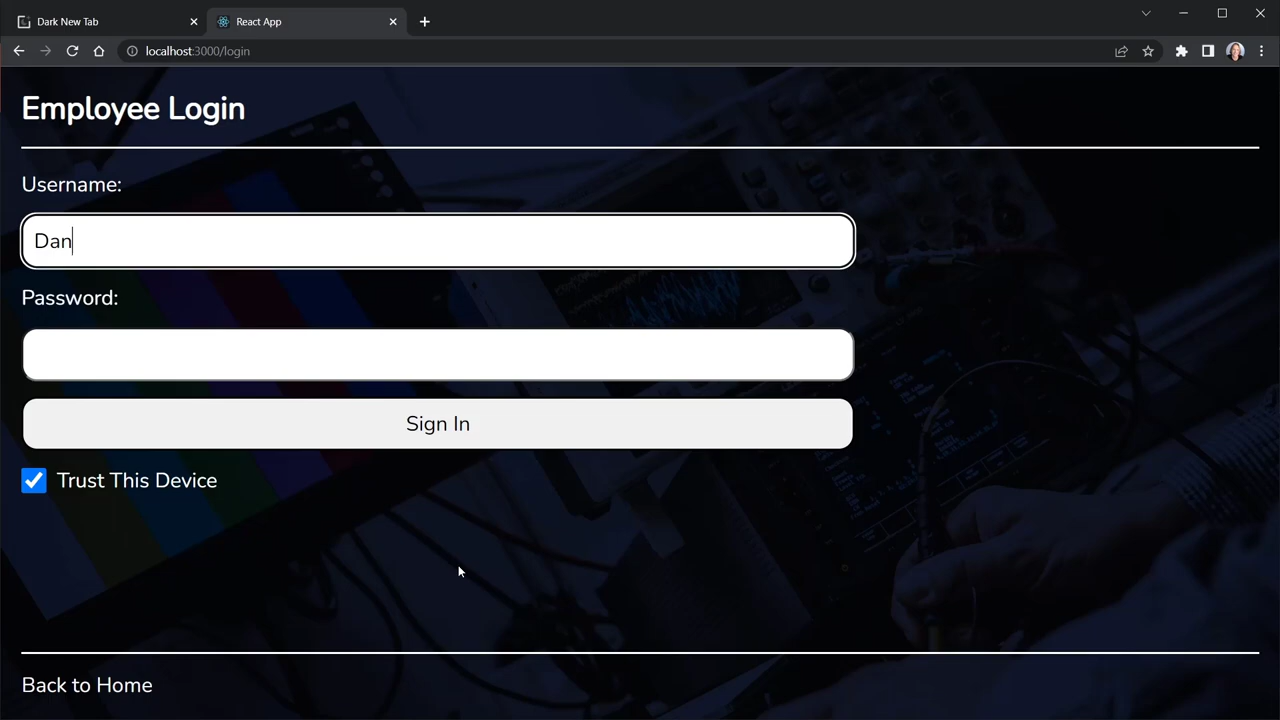 Dark New Tab
React App
localhost:3000/login
Employee Login
Username:
Dan
Password:
Sign In
Trust This Device
Back to Home